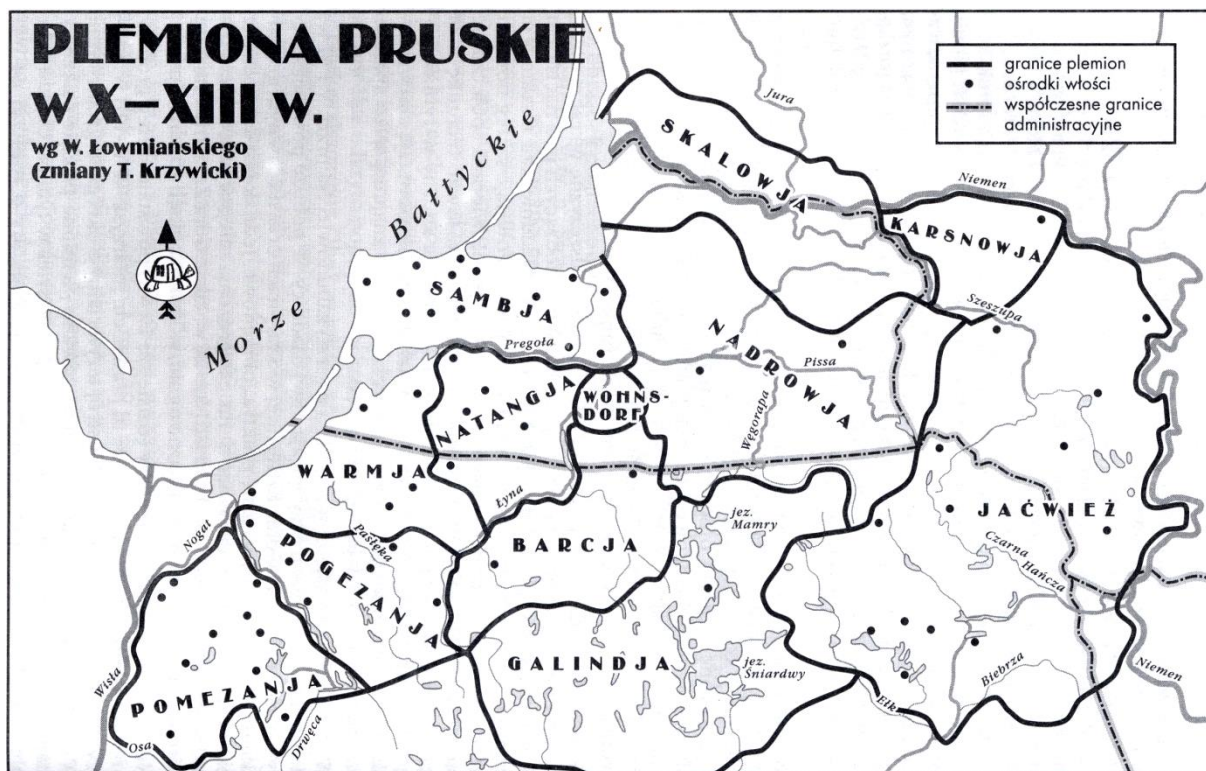 PLEMIONA PRUSKIE
W X–XIII W.
wg W. Łowmiańskiego
(zmiany T. Krzywicki)
granice plemion
ośrodki włości
współczesne granice
administracyjne
Morze Bałtyckie
Jura
SKALOWJA
Niemen
KARSNOWJA
Szeszupa
SAMBJA
Pregoła
NADROWJA
Pissa
Węgorapa
NATANGJA
WOHNS-
DORF
WARMJA
Łyna
jez.
Mamry
JAĆWIEŻ
Czarna
Hańcza
Nogat
Pasłęka
BARCJA
POGEZANJA
GALINDJA
jez.
Śniardwy
Biebrza
Niemen
Ełk
Wisła
POMEZANJA
Osa
Drwęca